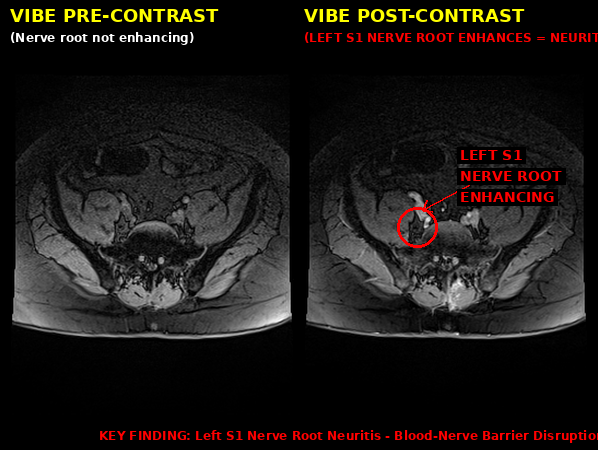 VIBE PRE-CONTRAST
(Nerve root not enhancing)
VIBE POST-CONTRAST
(LEFT S1 NERVE ROOT ENHANCES = NEURIT
LEFT S1
NERVE ROOT
ENHANCING
KEY FINDING: Left S1 Nerve Root Neuritis - Blood-Nerve Barrier Disruption